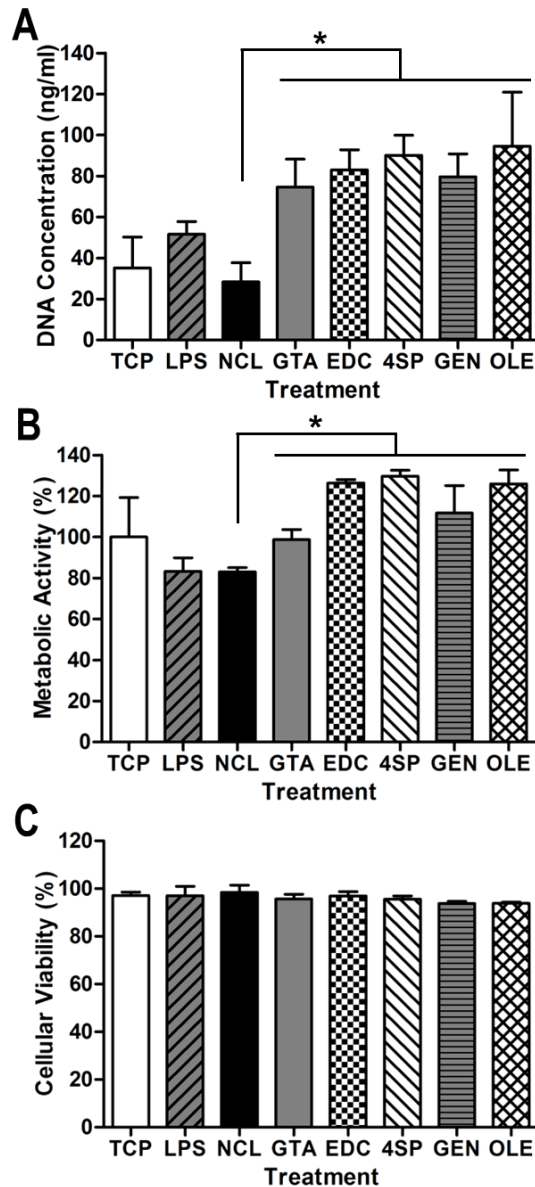 A
*
DNA Concentration (ng/ml)
140
120
100
80
60
40
20
0
TCP LPS NCL GTA EDC 4SP GEN OLE
Treatment
B
*
Metabolic Activity (%)
140
120
100
80
60
40
20
0
TCP LPS NCL GTA EDC 4SP GEN OLE
Treatment
C
Cellular Viability (%)
120
100
80
60
40
20
0
TCP LPS NCL GTA EDC 4SP GEN OLE
Treatment